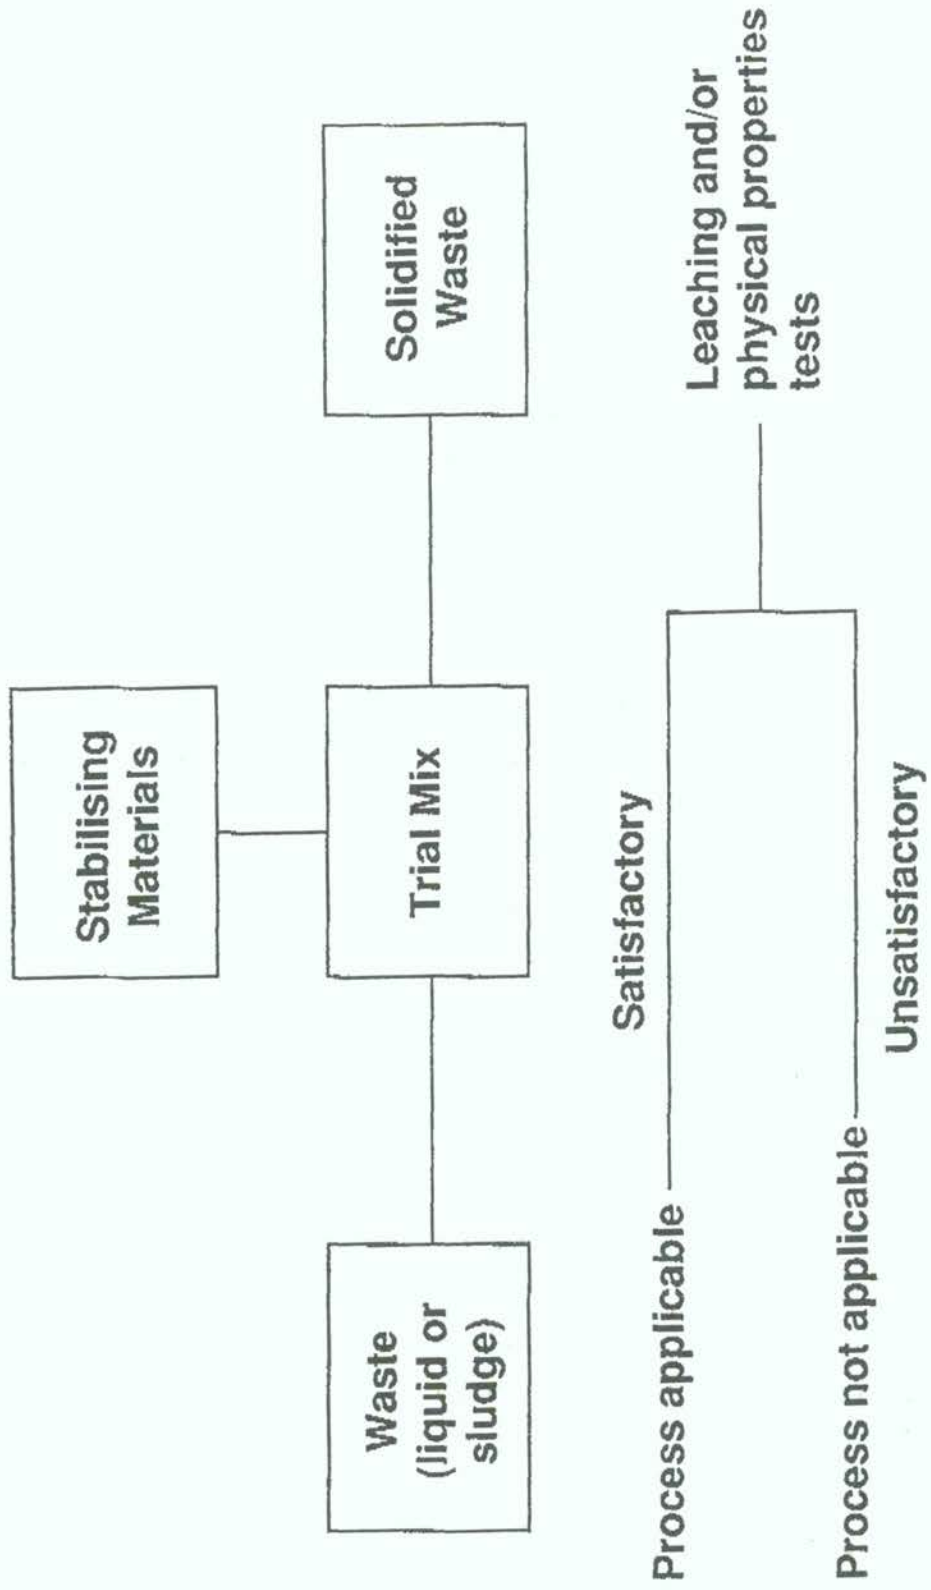 Stabilising
Materials
Waste
(liquid or
sludge)
Trial Mix
Solidified
Waste
Satisfactory
Process applicable
Leaching and/or
physical properties
tests
Process not applicable
Unsatisfactory